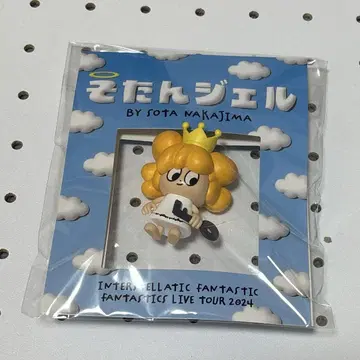 そたんジェル
BY SOTA NAKAJIMA
INTERSTELLATIC FANTASTIC
FANTASTICS LIVE TOUR 2024